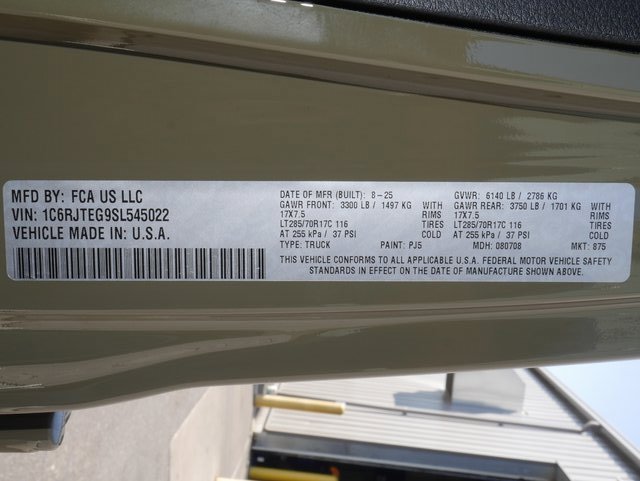 MFD BY: FCA US LLC
VIN: 1C6RJTEG9SL545022
VEHICLE MADE IN: U.S.A.
DATE OF MFR (BUILT): 8-25 GVWR: 6140 LB / 2786 KG
GAWR FRONT: 3300 LB / 1497 KG WITH GAWR REAR: 3750 LB / 1701 KG WITH
17X7.5 RIMS 17X7.5 RIMS
LT285/70R17C 116 TIRES LT285/70R17C 116 TIRES
AT 255 kPa / 37 PSI COLD AT 255 kPa / 37 PSI COLD
TYPE: TRUCK PAINT: PJ5 MDH: 080708 MKT: 875
THIS VEHICLE CONFORMS TO ALL APPLICABLE U.S.A. FEDERAL MOTOR VEHICLE SAFETY
STANDARDS IN EFFECT ON THE DATE OF MANUFACTURE SHOWN ABOVE.